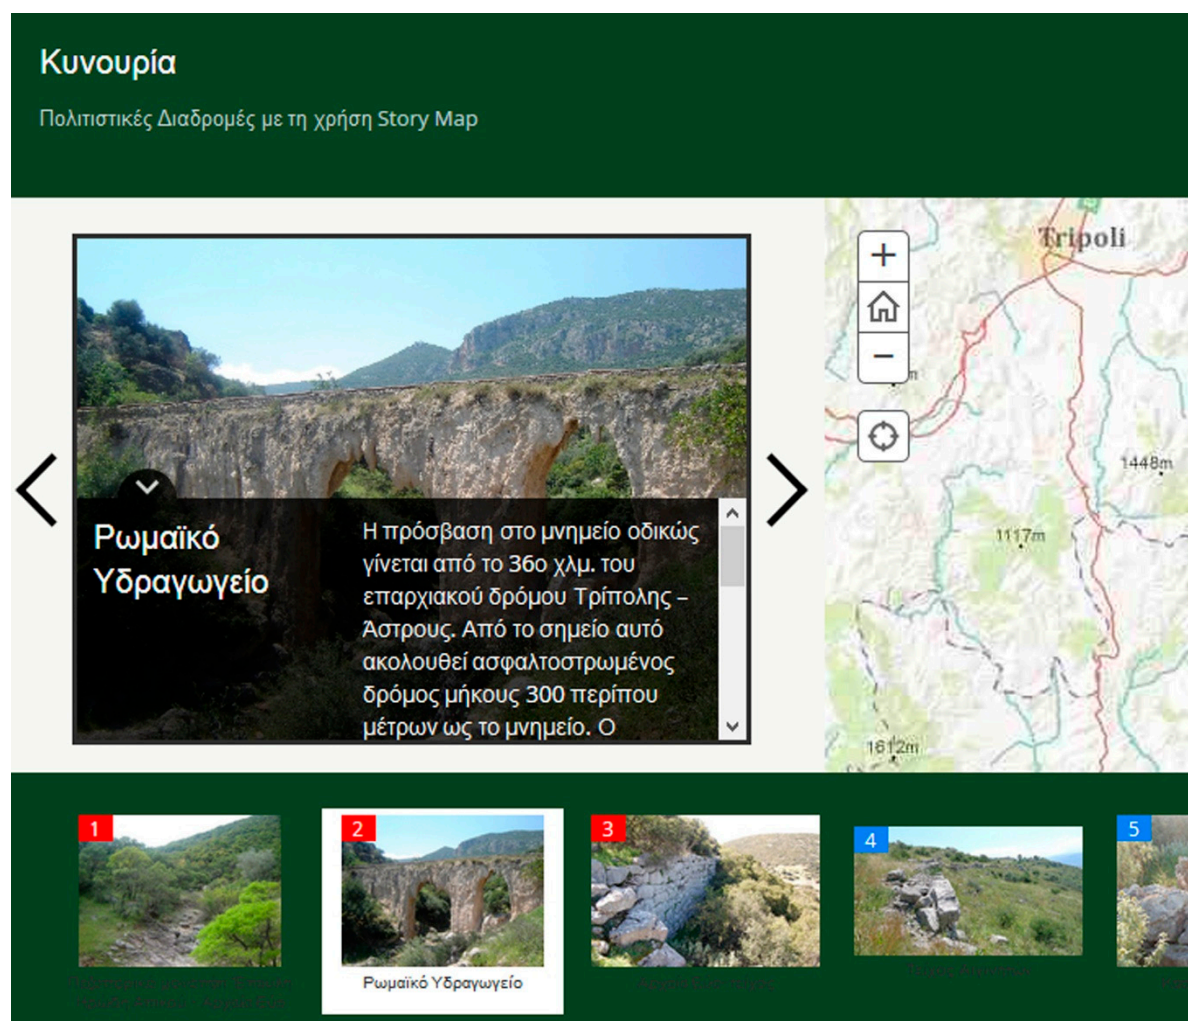 Κυνουρία
Πολιτιστικές Διαδρομές με τη χρήση Story Map
Tripoli
m
1448m
1117m
1612m
Ρωμαϊκό
Υδραγωγείο
Η πρόσβαση στο μνημείο οδικώς
γίνεται από το 36ο χλμ. του
επαρχιακού δρόμου Τρίπολης –
Άστρους. Από το σημείο αυτό
ακολουθεί ασφαλτοστρωμένος
δρόμος μήκους 300 περίπου
μέτρων ως το μνημείο. Ο
1
2
3
4
5
Ρωμαϊκό Υδραγωγείο